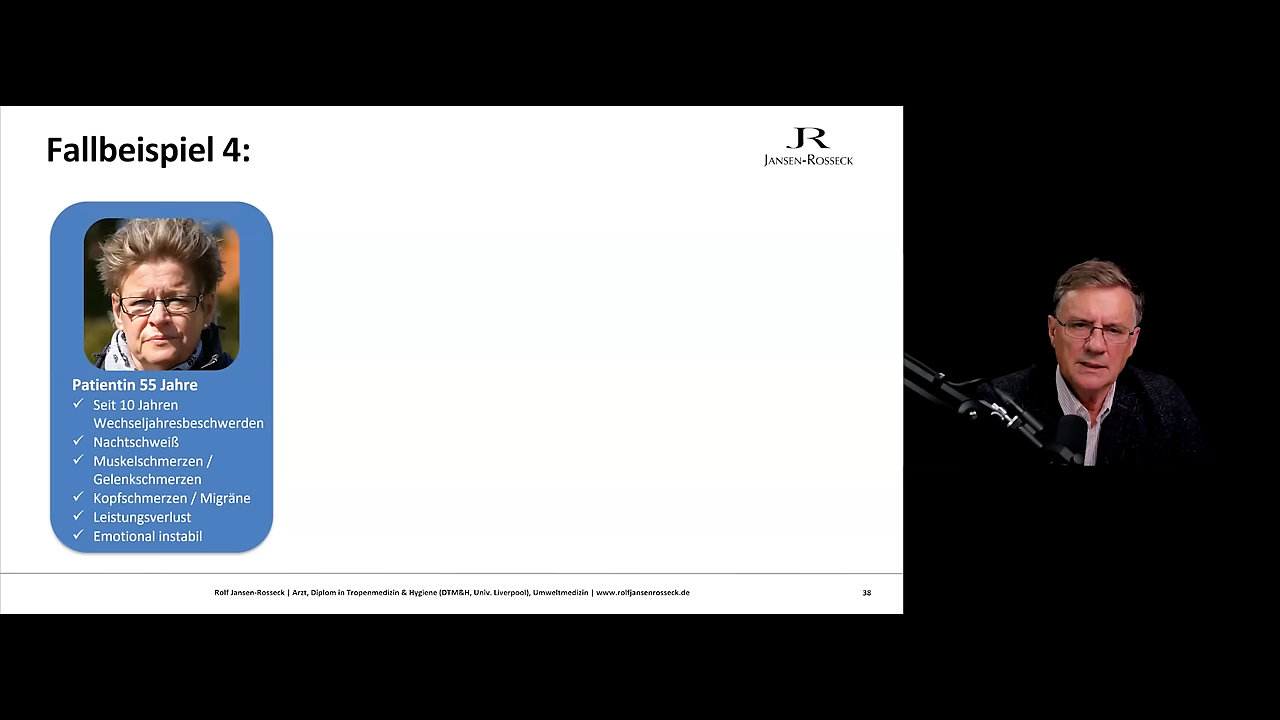 Fallbeispiel 4:
JR
JANSEN-ROSSECK
Patientin 55 Jahre
✓ Seit 10 Jahren
Wechseljahresbeschwerden
✓ Nachtschweiß
✓ Muskelschmerzen /
Gelenkschmerzen
✓ Kopfschmerzen / Migräne
✓ Leistungsverlust
✓ Emotional instabil
Rolf Jansen-Rosseck | Arzt, Diplom in Tropenmedizin & Hygiene (DTM&H, Univ. Liverpool), Umweltmedizin | www.rolfjansenrosseck.de
38